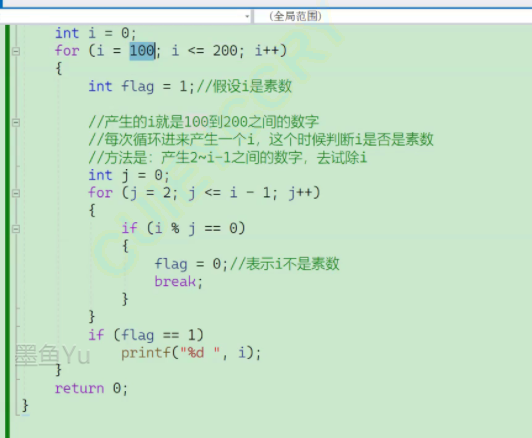 (全局范围)
int i = 0;
for (i = 100; i <= 200; i++)
{
int flag = 1;//假设i是素数
//产生的i就是100到200之间的数字
//每次循环进来产生一个i，这个时候判断i是否是素数
//方法是：产生2~i-1之间的数字，去试除i
int j = 0;
for (j = 2; j <= i - 1; j++)
{
if (i % j == 0)
{
flag = 0;//表示i不是素数
break;
}
}
if (flag == 1)
printf("%d ", i);
}
return 0;
}
墨鱼Yu